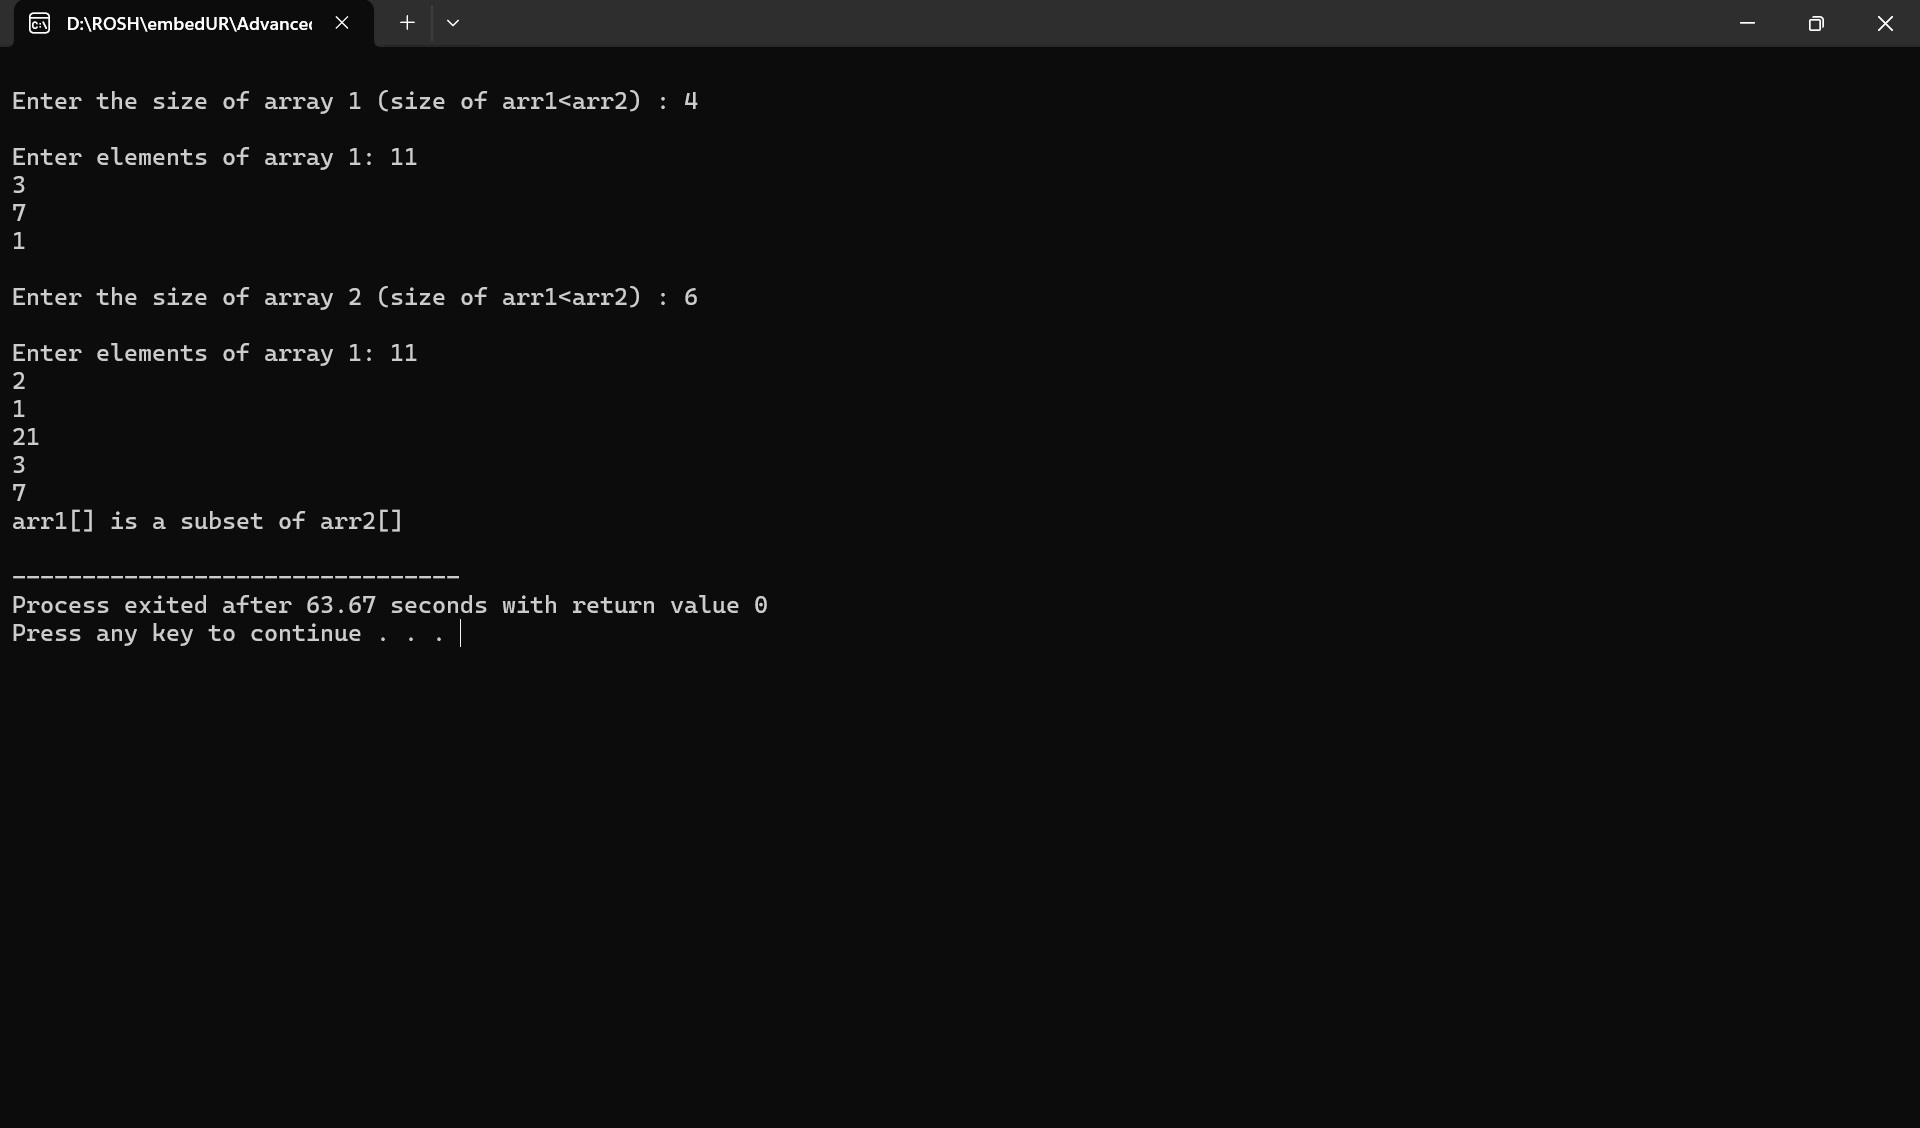 D:\ROSH\embedUR\Advanced
Enter the size of array 1 (size of arr1<arr2) : 4
Enter elements of array 1: 11
3
7
1
Enter the size of array 2 (size of arr1<arr2) : 6
Enter elements of array 1: 11
2
1
21
3
7
arr1[] is a subset of arr2[]
--------------------------------
Process exited after 63.67 seconds with return value 0
Press any key to continue . . .